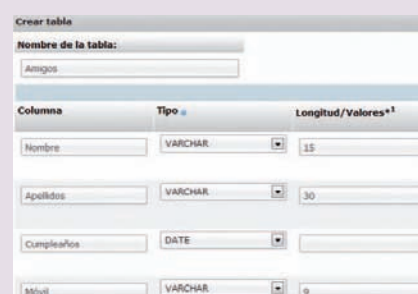 Crear tabla
Nombre de la tabla:
Amigos
Columna Tipo Longitud/Valores*1
Nombre VARCHAR 15
Apellidos VARCHAR 30
Cumpleaños DATE
Móvil VARCHAR 9